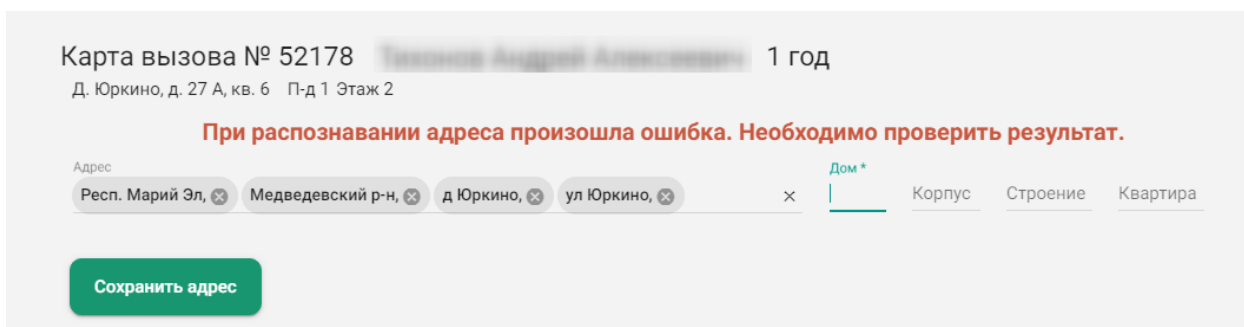 Карта вызова № 52178 1 год
Д. Юркино, д. 27 А, кв. 6 П-д 1 Этаж 2
При распознавании адреса произошла ошибка. Необходимо проверить результат.
Адрес Дом *
Респ. Марий Эл, Медведевский р-н, д Юркино, ул Юркино, Корпус Строение Квартира
Сохранить адрес